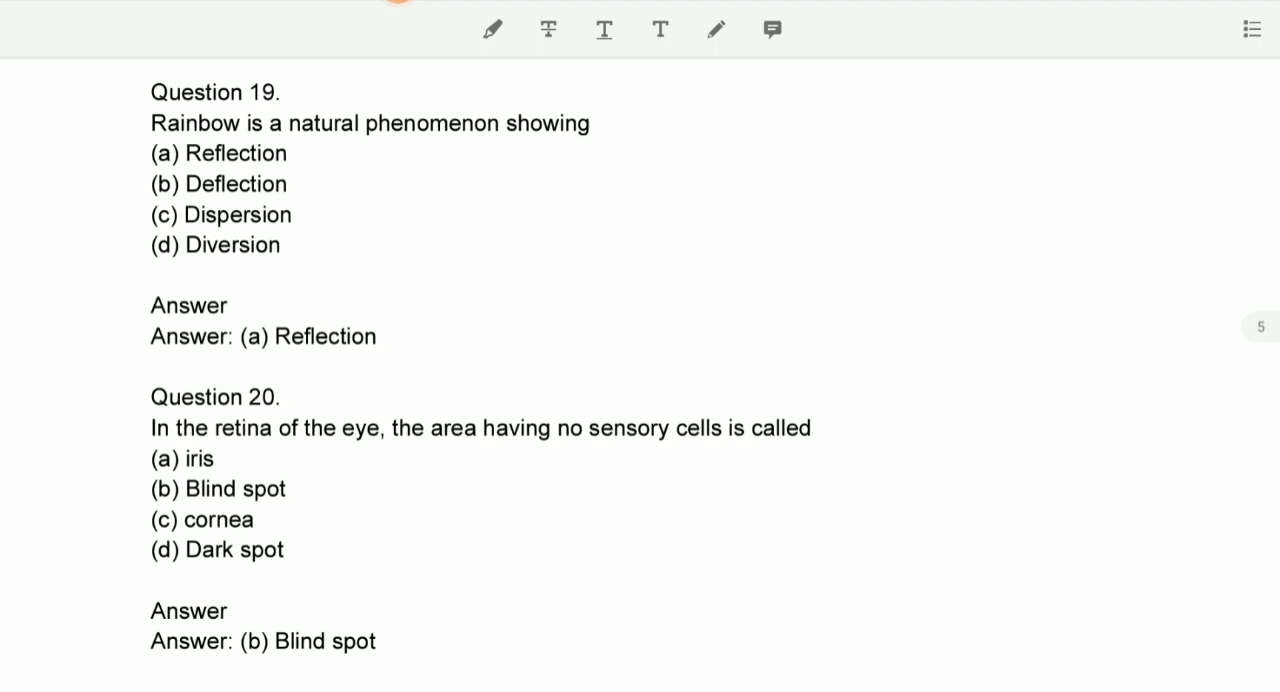 Question 19.
Rainbow is a natural phenomenon showing
(a) Reflection
(b) Deflection
(c) Dispersion
(d) Diversion
Answer
Answer: (a) Reflection
5
Question 20.
In the retina of the eye, the area having no sensory cells is called
(a) iris
(b) Blind spot
(c) cornea
(d) Dark spot
Answer
Answer: (b) Blind spot